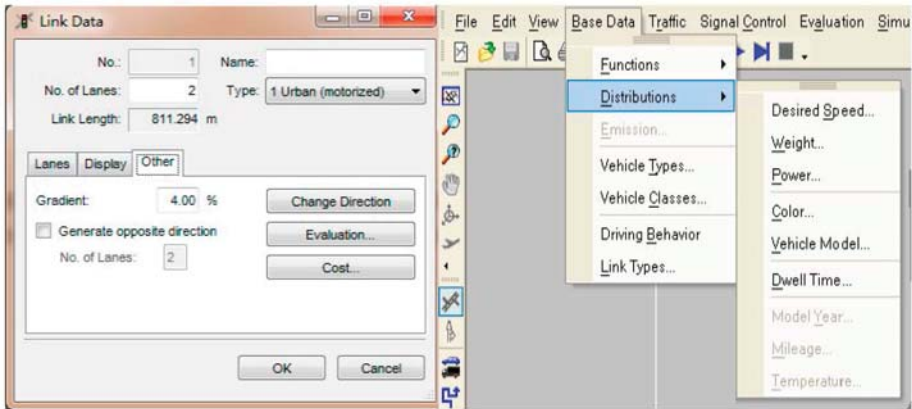 Link Data
No.: 1 Name:
No. of Lanes: 2 Type: 1 Urban (motorized)
Link Length: 811.294 m
Lanes Display Other
Gradient: 4.00 % Change Direction
Generate opposite direction Evaluation...
No. of Lanes: 2 Cost...
OK Cancel
File Edit View Base Data Traffic Signal Control Evaluation Simu
Functions
Distributions
Emission...
Vehicle Types...
Vehicle Classes...
Driving Behavior
Link Types...
Desired Speed...
Weight...
Power...
Color...
Vehicle Model...
Dwell Time...
Model Year...
Mileage...
Temperature...